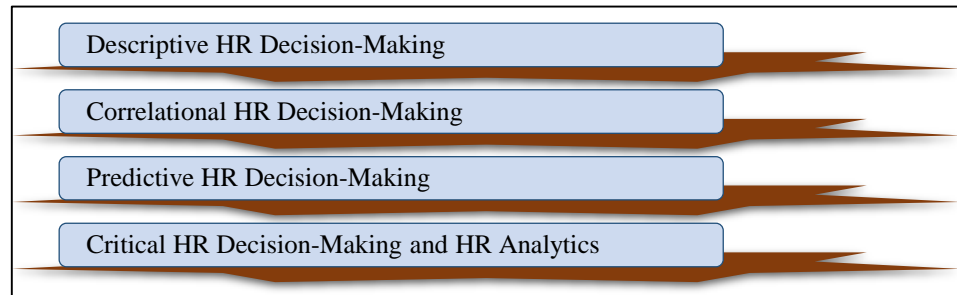 Descriptive HR Decision-Making
Correlational HR Decision-Making
Predictive HR Decision-Making
Critical HR Decision-Making and HR Analytics